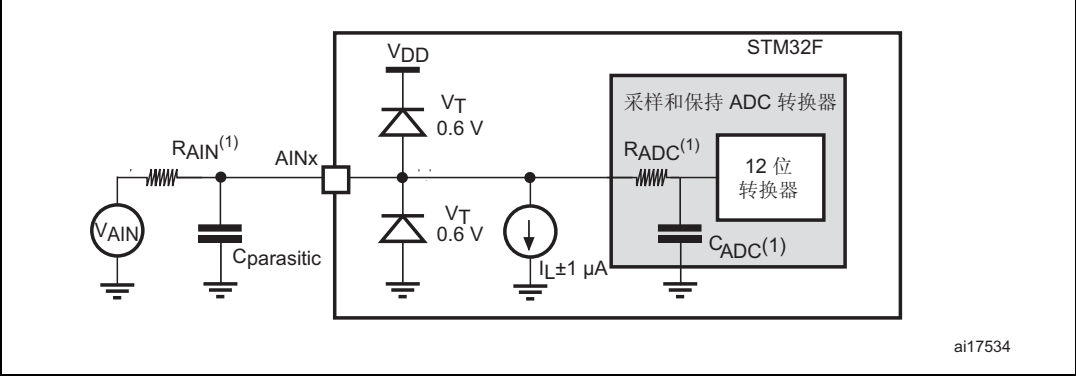 STM32F
VDD
采样和保持 ADC 转换器
VT
0.6 V
RAIN(1)
AINx
RADC(1)
12 位
转换器
VAIN
Cparasitic
VT
0.6 V
IL±1 µA
CADC(1)
ai17534